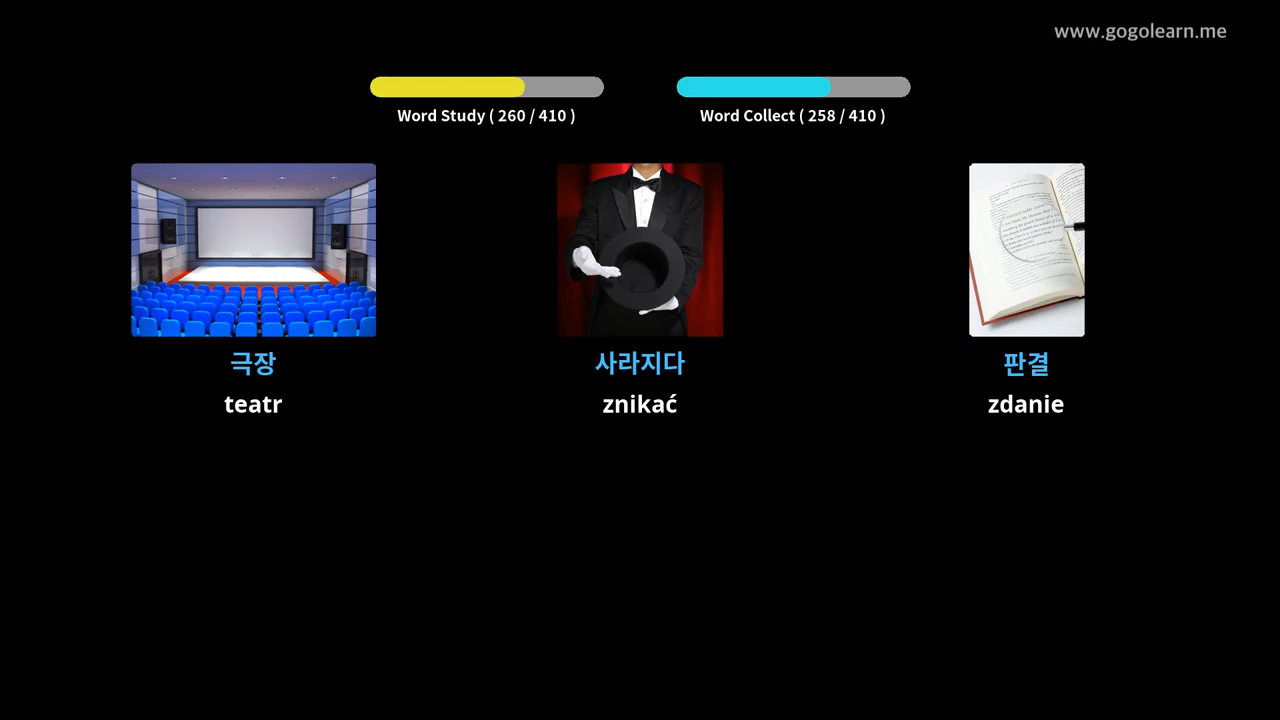 www.gogolearn.me
Word Study ( 260 / 410 )
Word Collect ( 258 / 410 )
극장
teatr
사라지다
znikać
판결
zdanie